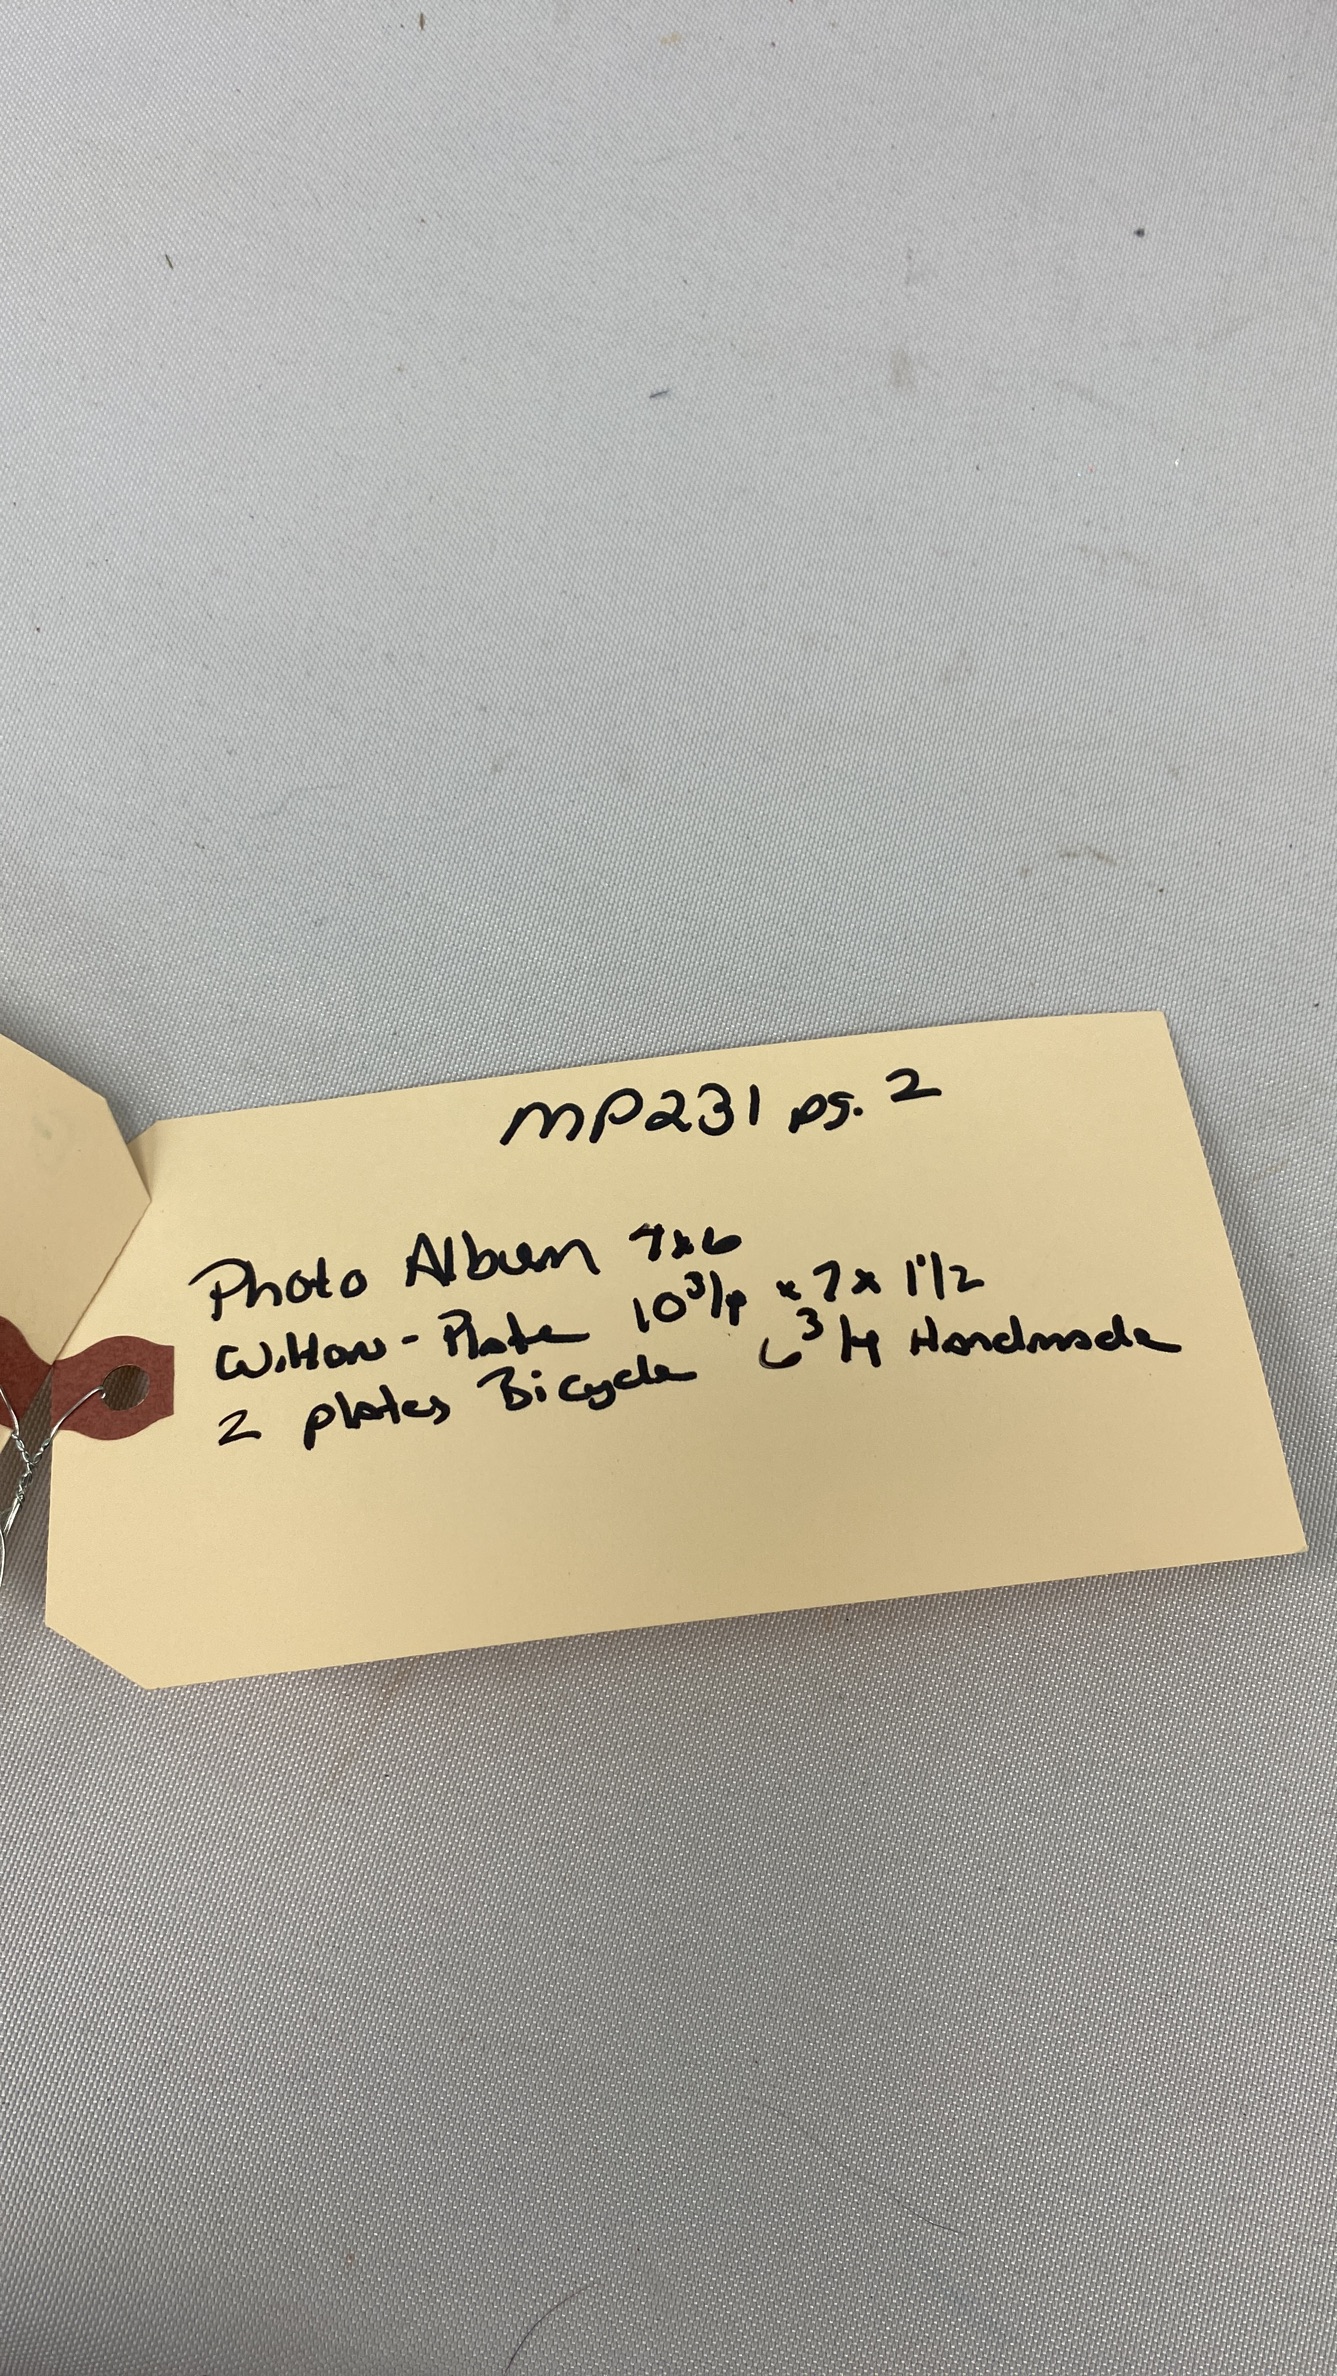 MP231 pg. 2
Photo Album 7x6
Wilton - Plate 10 3/4 x 7 x 1 1/2
2 plates Bicycle 6 3/4 Handmade